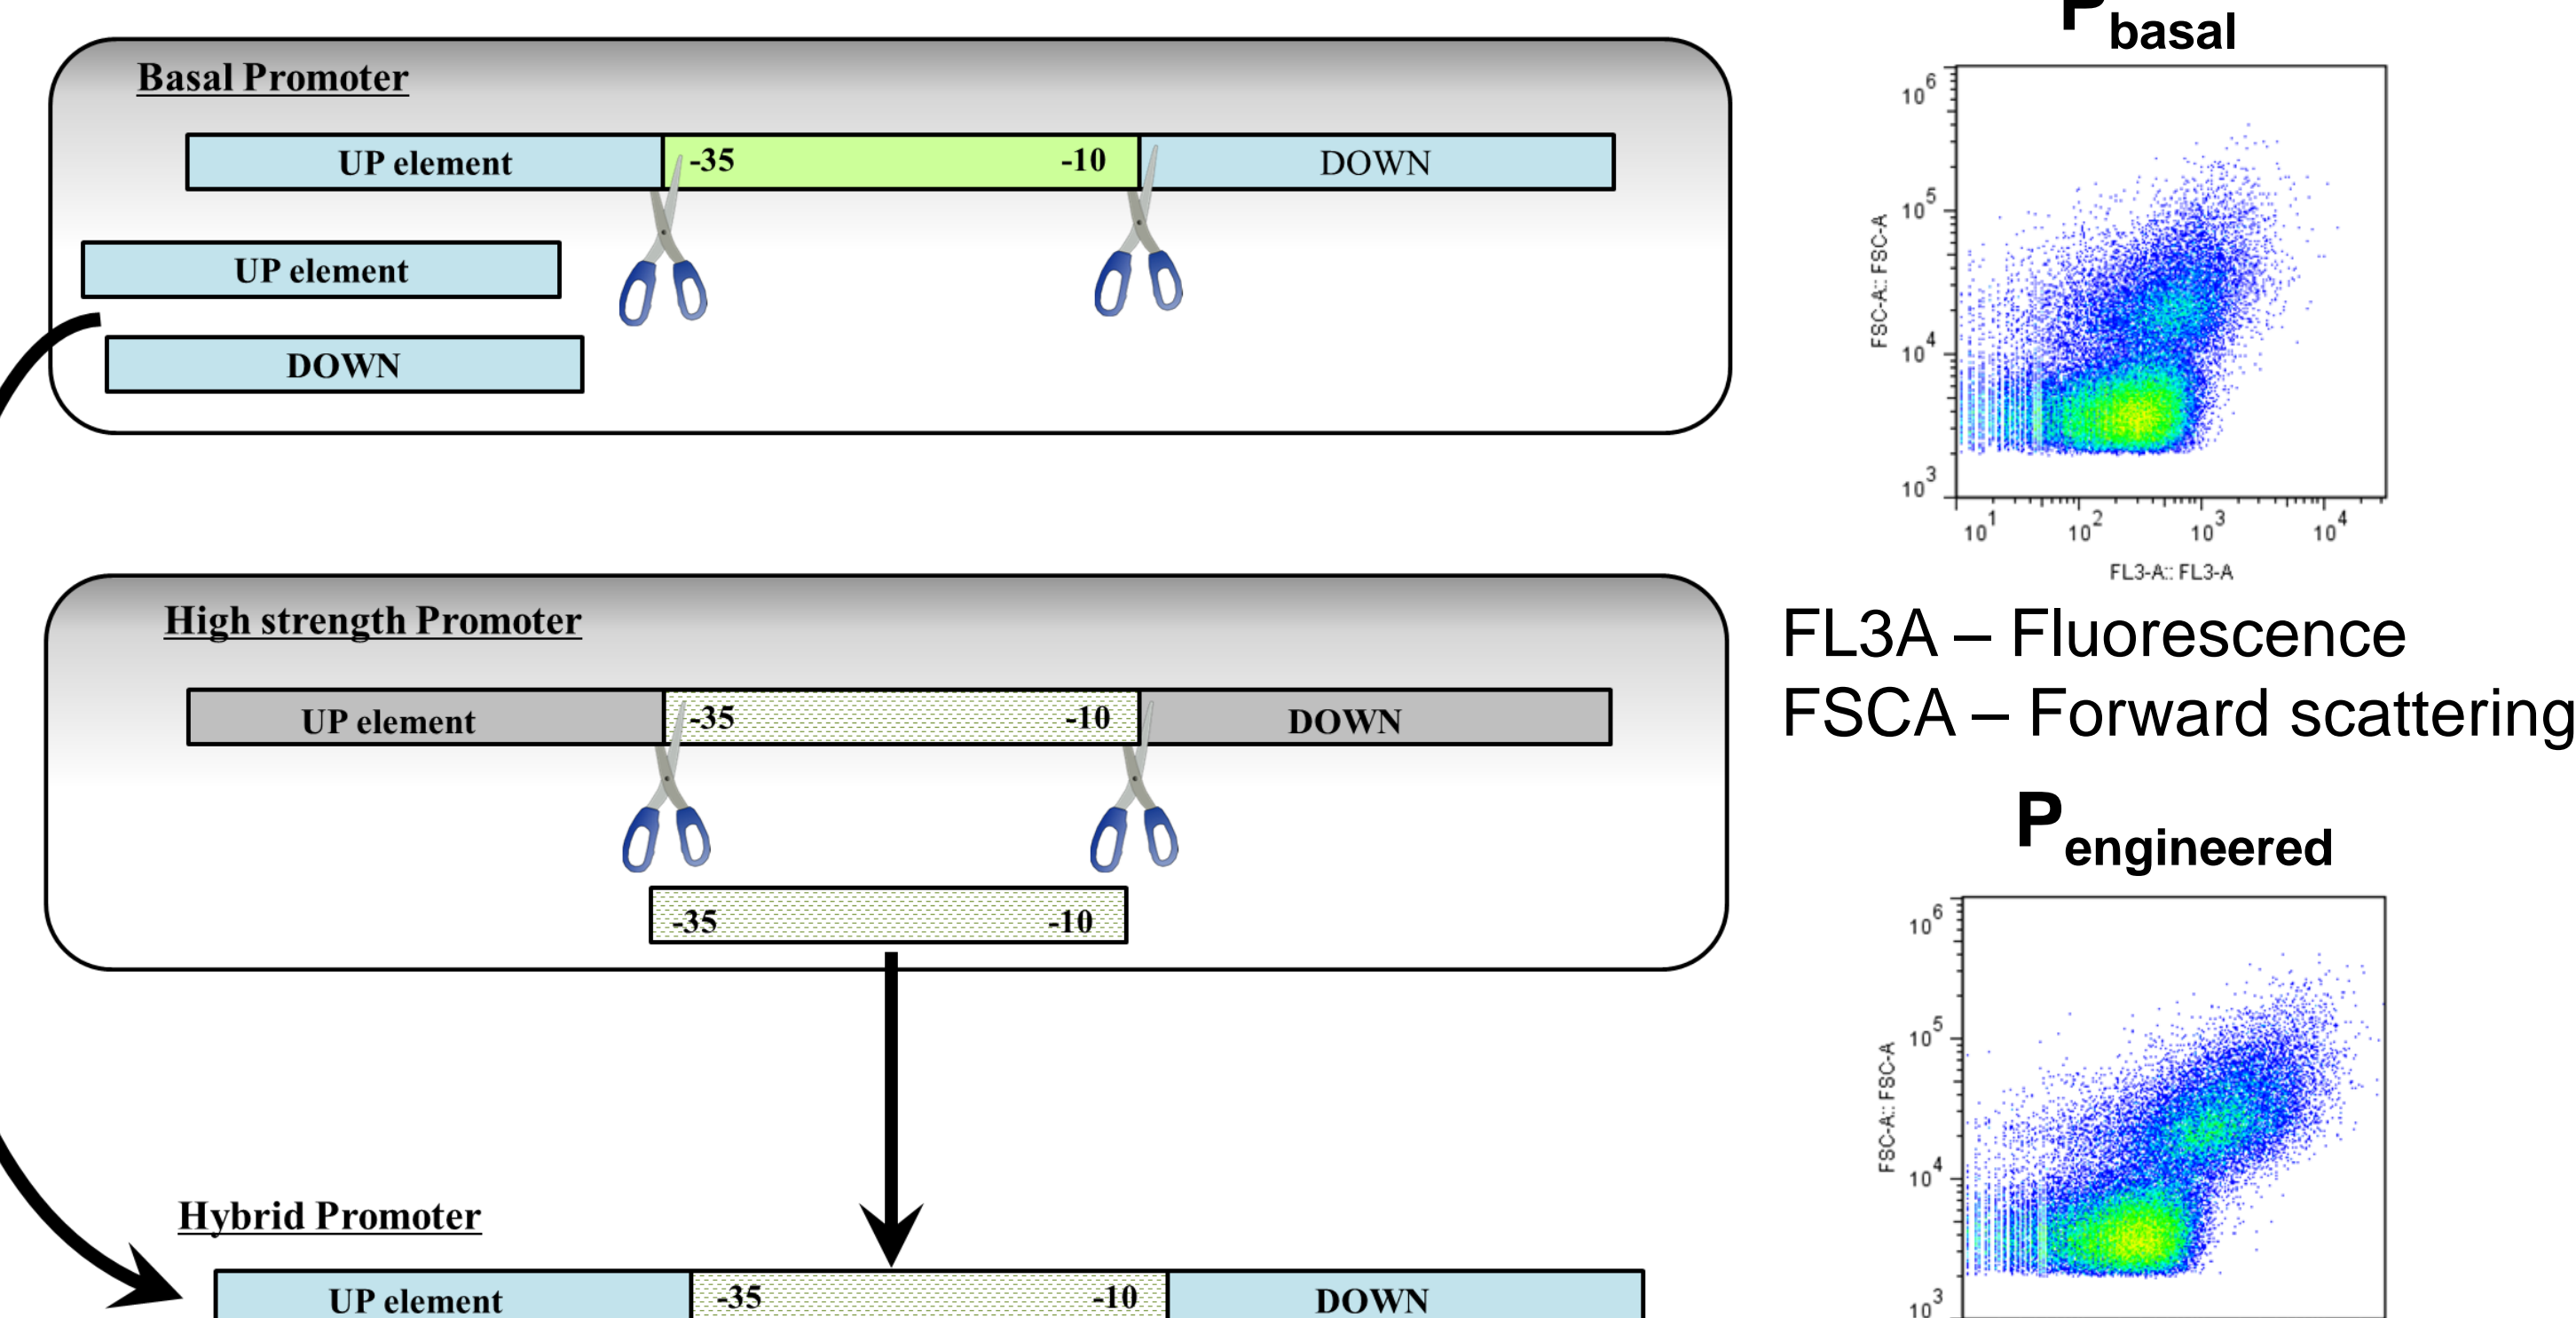 Basal Promoter
UP element -35 -10 DOWN
UP element
DOWN
High strength Promoter
UP element -35 -10 DOWN
-35 -10
Hybrid Promoter
UP element -35 -10 DOWN
Pbasal
10^6
10^5
10^4
10^3
FSC-A:: FSC-A
10^1 10^2 10^3 10^4
FL3-A:: FL3-A
FL3A – Fluorescence
FSCA – Forward scattering
Pengineered
10^6
10^5
10^4
10^3
FSC-A:: FSC-A